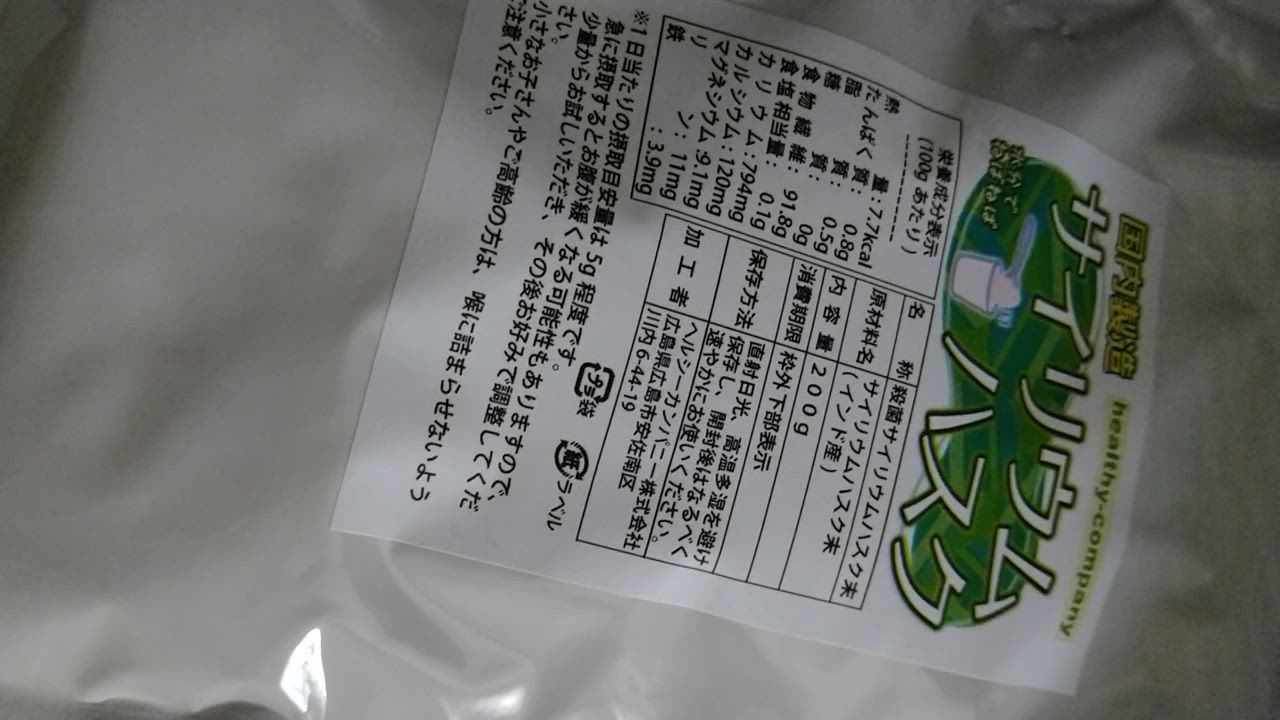 国内製造
healthy-company
サイリウム
ハスク
栄養成分表示
(100gあたり)
熱量:7.7kcal
たんぱく質:0.8g
脂質:0.5g
糖質:0g
食物繊維:91.8g
食塩相当量:0.1g
カリウム:794mg
カルシウム:120mg
マグネシウム:9.1mg
リン:11mg
鉄:3.9mg
名称 殺菌サイリウムハスク末
原材料名 サイリウムハスク末
(インド産)
内容量 200g
消費期限 枠外下部表示
保存方法 直射日光、高温多湿を避け
保存し、開封後はなるべく
速やかにお使いください。
加工者 ヘルシーカンパニー株式会社
広島県広島市安佐南区
川内6-44-19
プラ 袋 紙 ラベル
※1日当たりの摂取目安量は5g程度です。
急に摂取するとお腹が緩くなる可能性もありますので、
少量からお試しいただき、その後お好みで調整してくだ
さい。
小さなお子さんやご高齢の方は、喉に詰まらせないよう
ご注意ください。